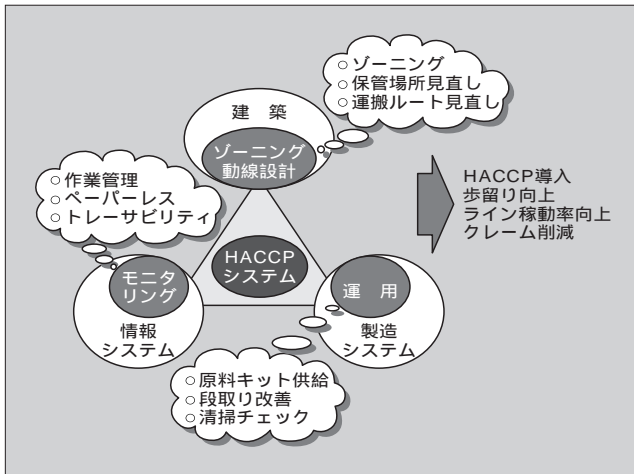 ○ ゾーニング
○ 保管場所見直し
○ 運搬ルート見直し
建　築
ゾーニング
動線設計
○ 作業管理
○ ペーパーレス
○ トレーサビリティ
HACCP導入
歩留り向上
ライン稼動率向上
クレーム削減
HACCP
システム
モニタ
リング
情報
システム
運　用
製造
システム
○ 原料キット供給
○ 段取り改善
○ 清掃チェック